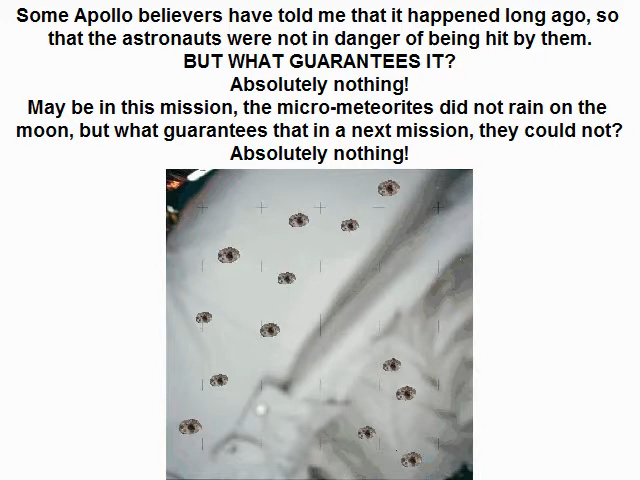 Some Apollo believers have told me that it happened long ago, so
that the astronauts were not in danger of being hit by them.
BUT WHAT GUARANTEES IT?
Absolutely nothing!
May be in this mission, the micro-meteorites did not rain on the
moon, but what guarantees that in a next mission, they could not?
Absolutely nothing!